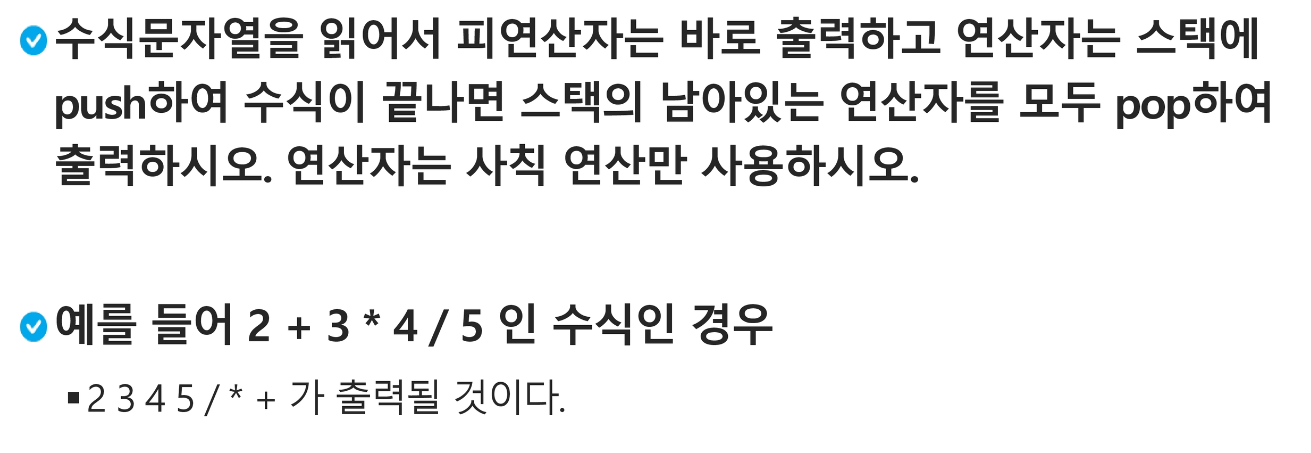 수식문자열을 읽어서 피연산자는 바로 출력하고 연산자는 스택에
push하여 수식이 끝나면 스택의 남아있는 연산자를 모두 pop하여
출력하시오. 연산자는 사칙 연산만 사용하시오.
예를 들어 2 + 3 * 4 / 5 인 수식인 경우
▪2 3 4 5 / * + 가 출력될 것이다.